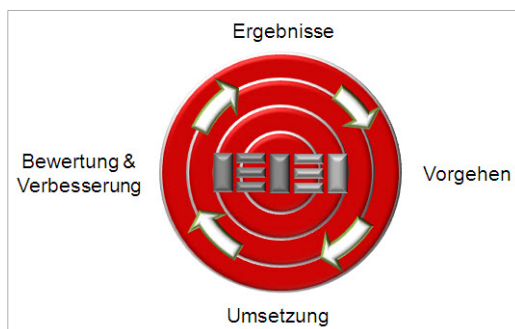 Ergebnisse
Bewertung &
Verbesserung
Vorgehen
Umsetzung